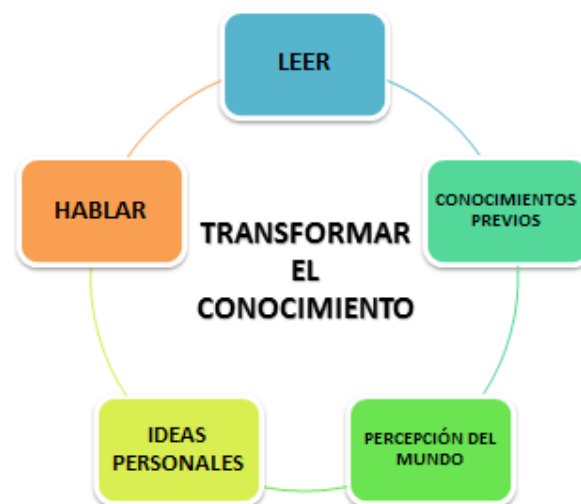 LEER
CONOCIMIENTOS
PREVIOS
PERCEPCIÓN DEL
MUNDO
IDEAS
PERSONALES
HABLAR
TRANSFORMAR
EL
CONOCIMIENTO